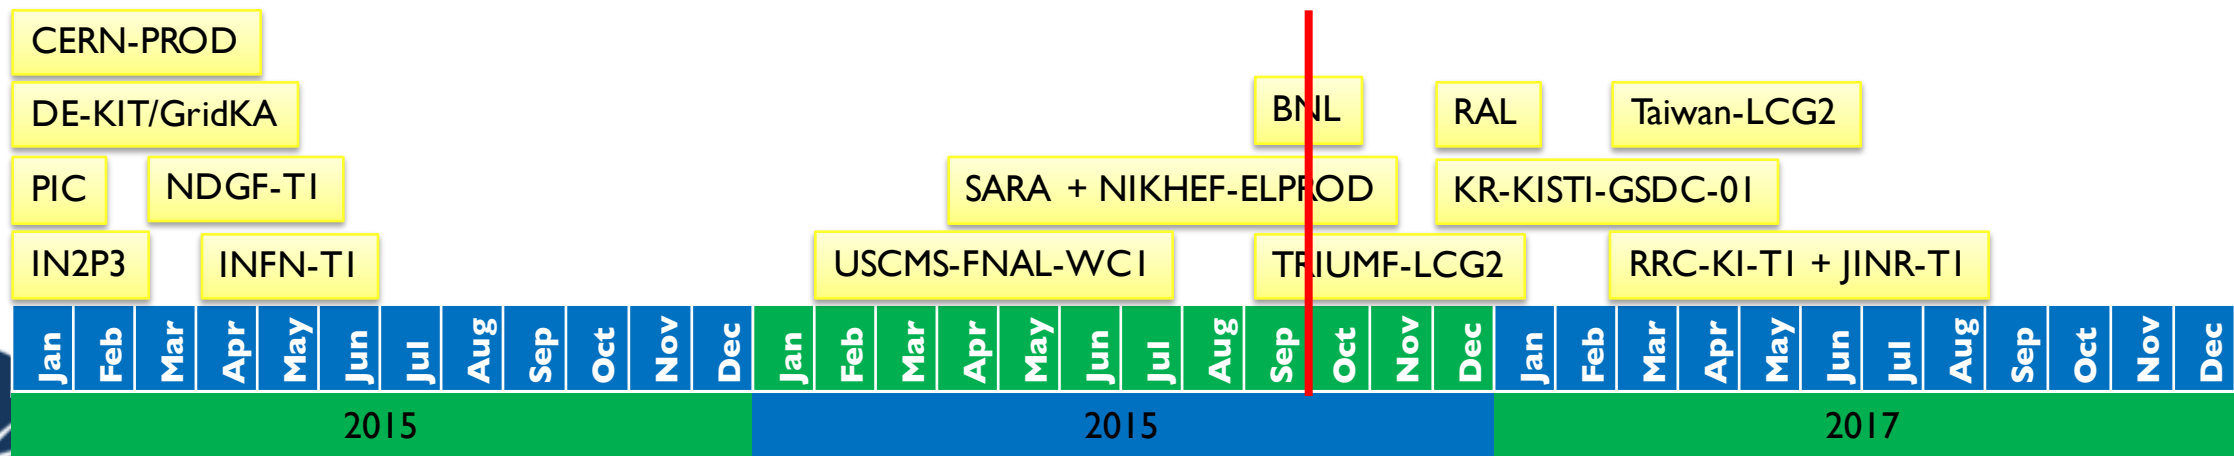 CERN-PROD
DE-KIT/GridKA
BNL
RAL
Taiwan-LCG2
PIC
NDGF-T1
SARA + NIKHEF-ELPROD
KR-KISTI-GSDC-01
IN2P3
INFN-T1
USCMS-FNAL-WC1
TRIUMF-LCG2
RRC-KI-T1 + JINR-T1
Jan Feb Mar Apr May Jun Jul Aug Sep Oct Nov Dec Jan Feb Mar Apr May Jun Jul Aug Sep Oct Nov Dec Jan Feb Mar Apr May Jun Jul Aug Sep Oct Nov Dec
2015 2015 2017